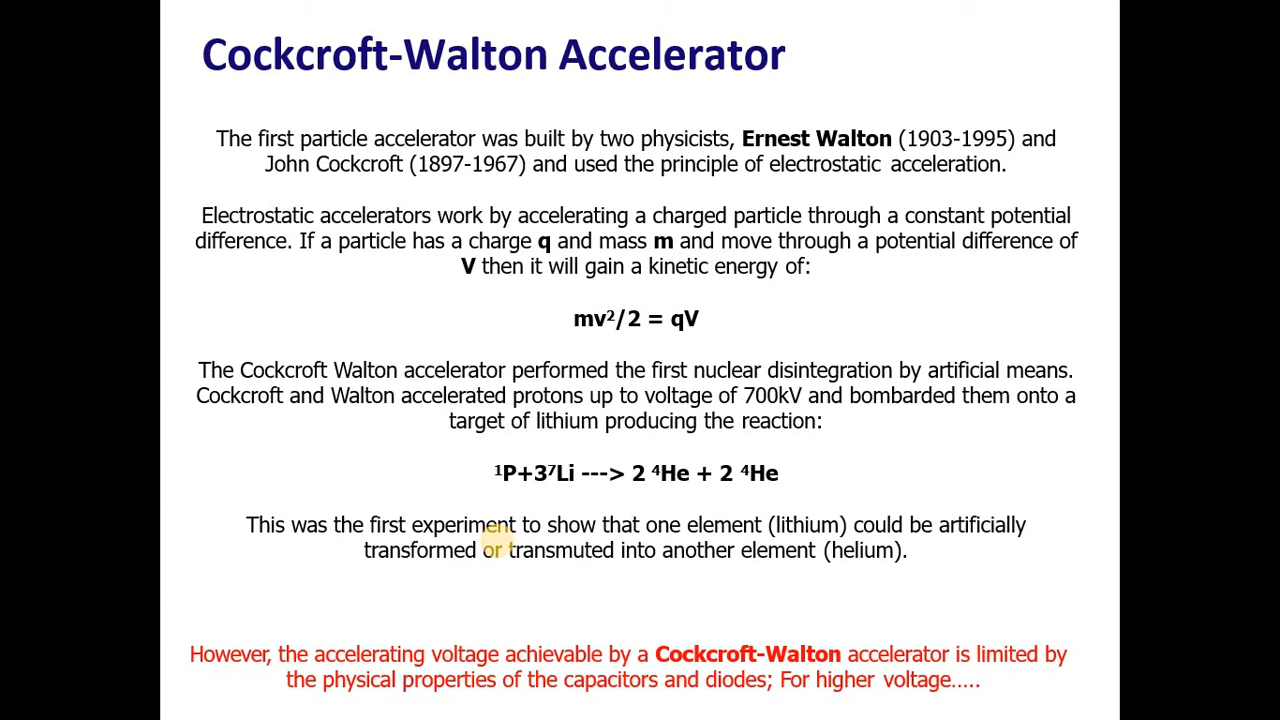 Cockcroft-Walton Accelerator
The first particle accelerator was built by two physicists, Ernest Walton (1903-1995) and
John Cockcroft (1897-1967) and used the principle of electrostatic acceleration.
Electrostatic accelerators work by accelerating a charged particle through a constant potential
difference. If a particle has a charge q and mass m and move through a potential difference of
V then it will gain a kinetic energy of:
mv²/2 = qV
The Cockcroft Walton accelerator performed the first nuclear disintegration by artificial means.
Cockcroft and Walton accelerated protons up to voltage of 700kV and bombarded them onto a
target of lithium producing the reaction:
¹P+3⁷Li ---> 2 ⁴He + 2 ⁴He
This was the first experiment to show that one element (lithium) could be artificially
transformed or transmuted into another element (helium).
However, the accelerating voltage achievable by a Cockcroft-Walton accelerator is limited by
the physical properties of the capacitors and diodes; For higher voltage.....